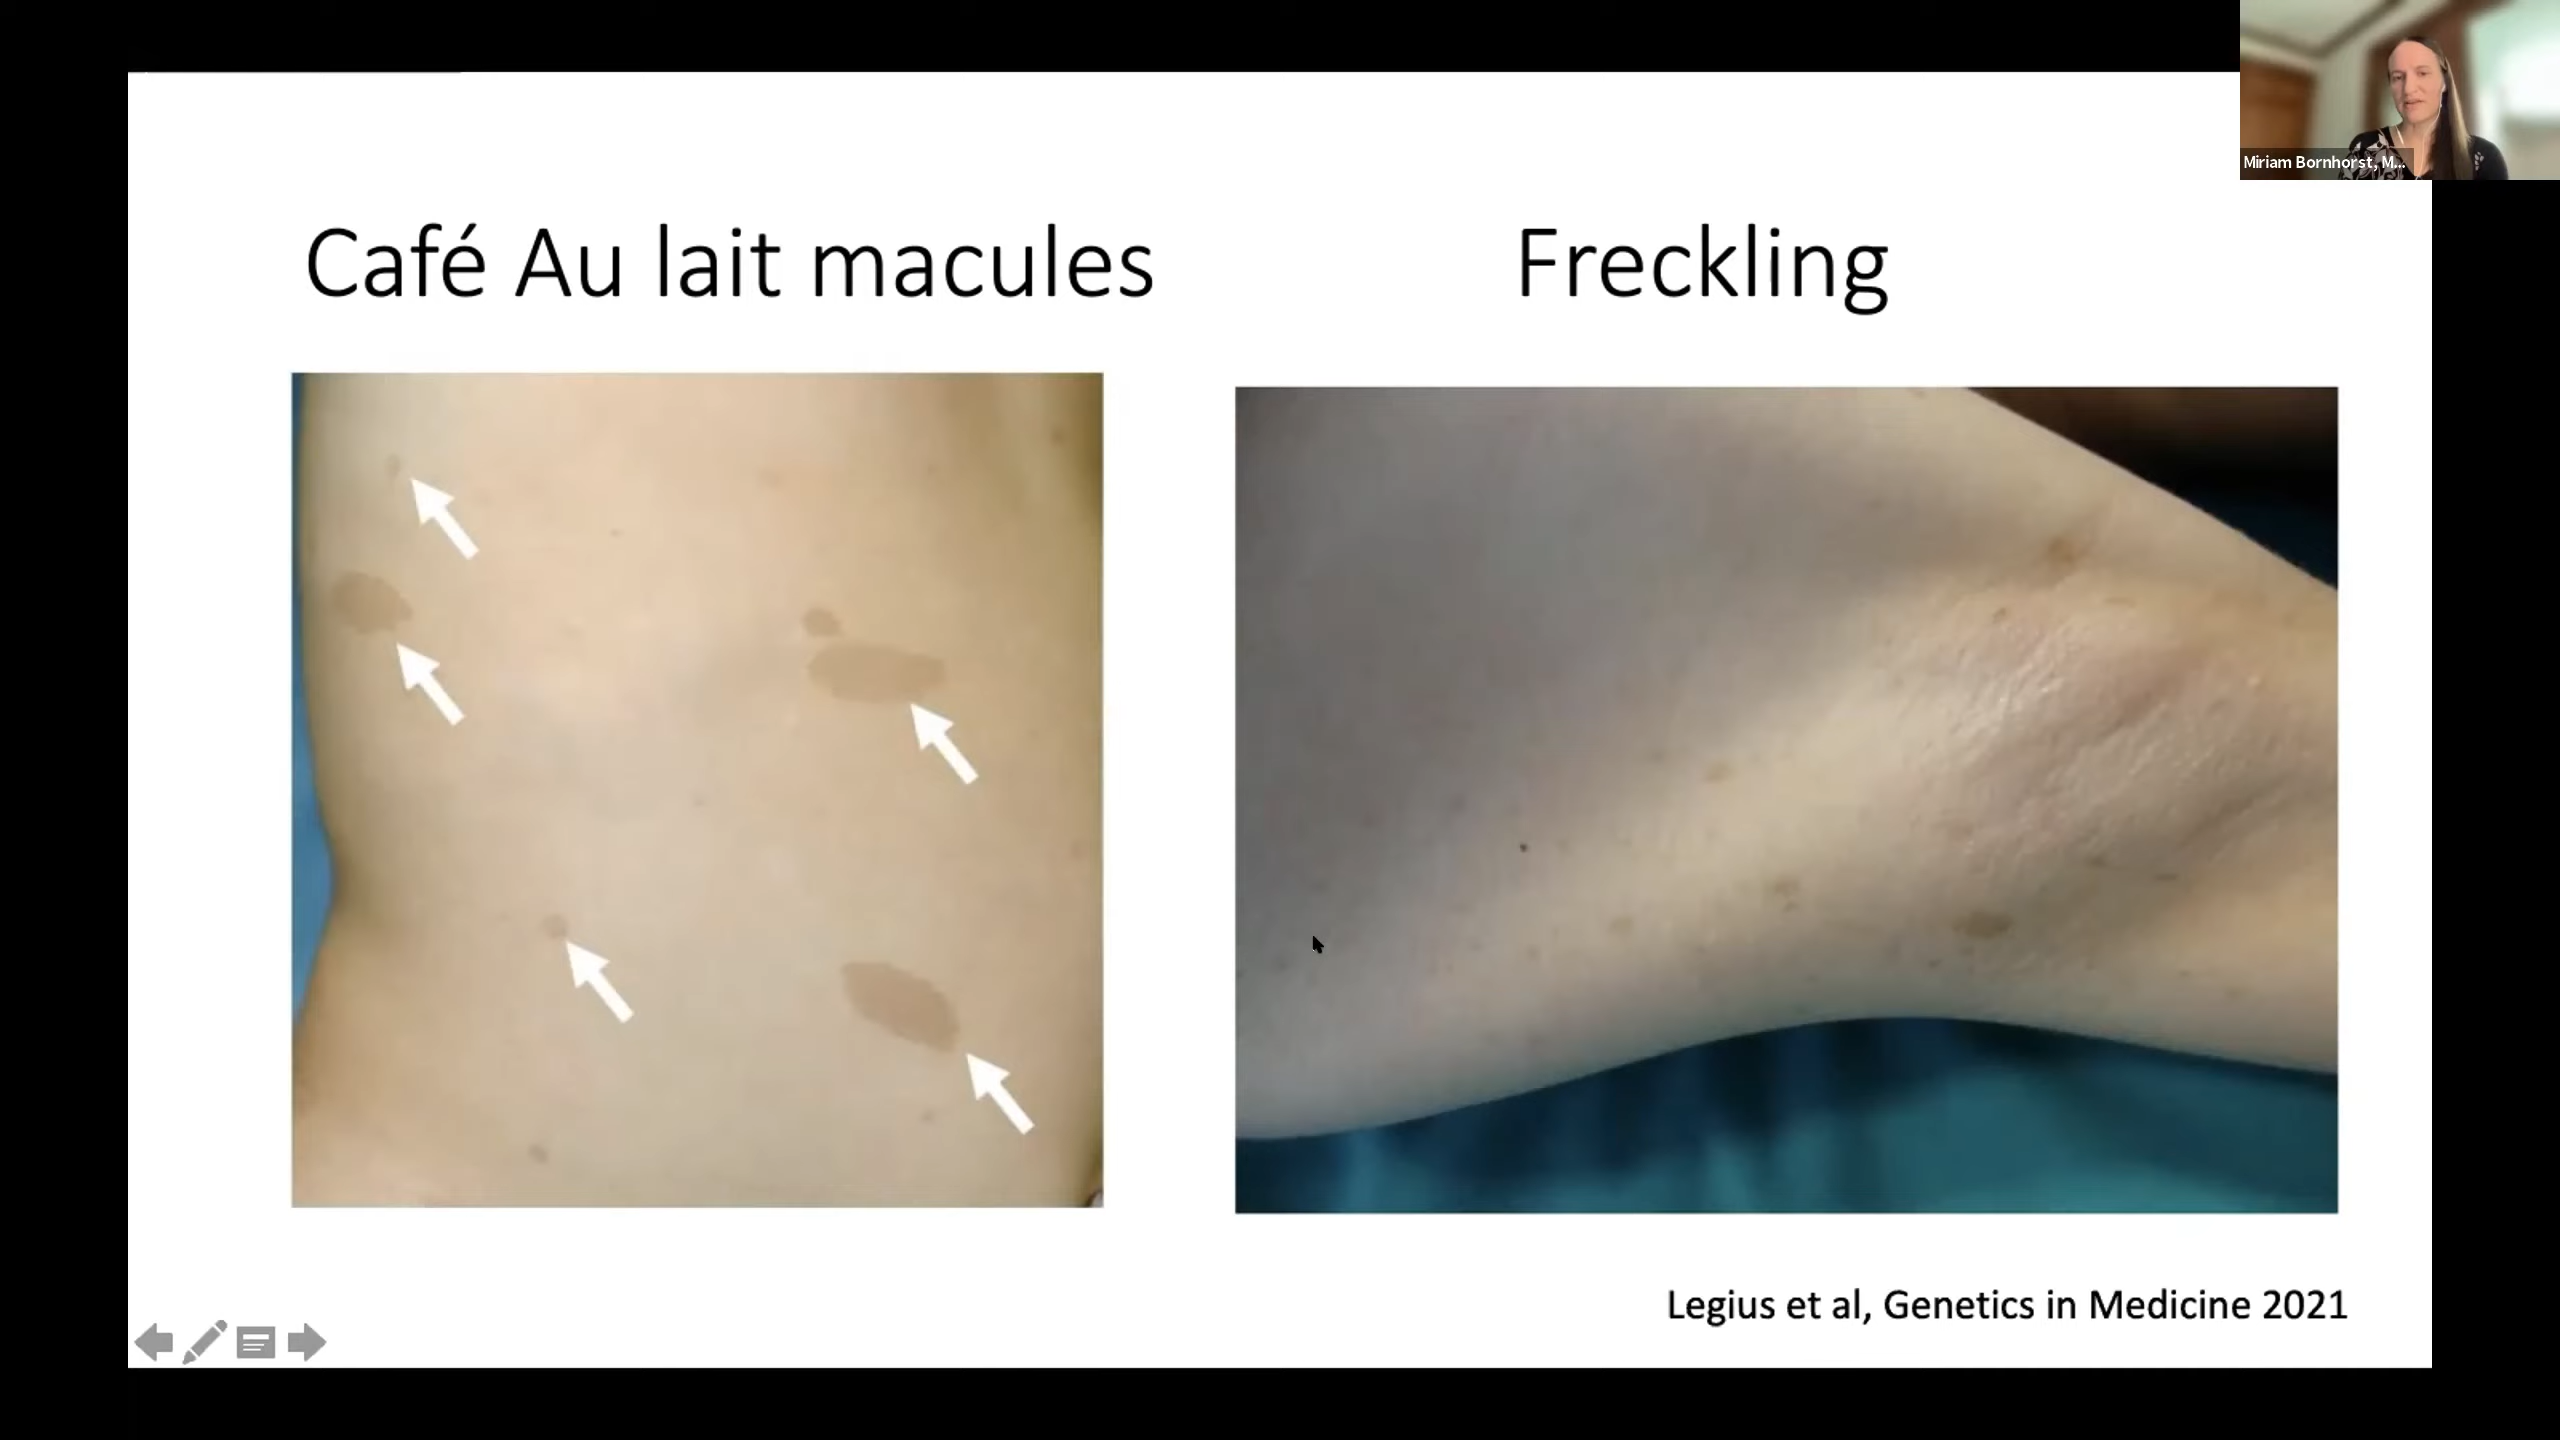 Miriam Bornhorst, M...
Café Au lait macules
Freckling
Legius et al, Genetics in Medicine 2021